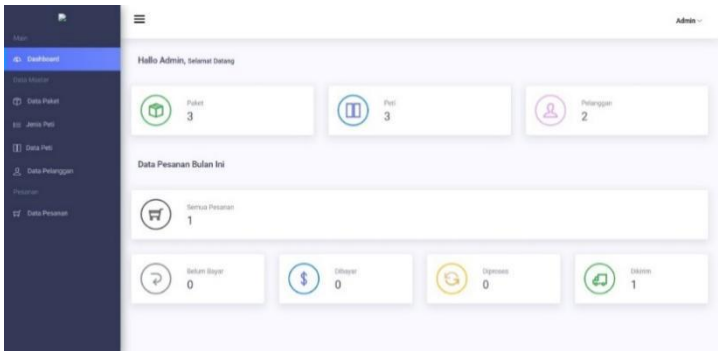 Main
Dashboard
Data Master
Data Paket
Jenis Peti
Data Peti
Data Pelanggan
Pesanan
Data Pesanan
Admin
Hallo Admin, Selamat Datang
Paket
3
Peti
3
Pelanggan
2
Data Pesanan Bulan Ini
Semua Pesanan
1
Belum Bayar
0
Dibayar
0
Diproses
0
Dikirim
1